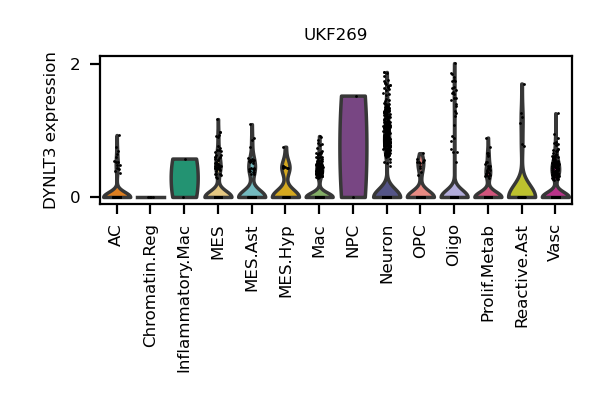 UKF269
DYNLT3 expression
2
0
AC
Chromatin.Reg
Inflammatory.Mac
MES
MES.Ast
MES.Hyp
Mac
NPC
Neuron
OPC
Oligo
Prolif.Metab
Reactive.Ast
Vasc